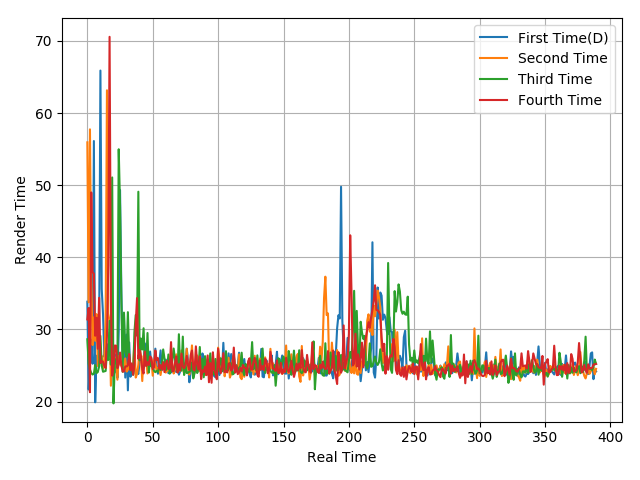 First Time(D)
Second Time
Third Time
Fourth Time
70
60
50
40
30
20
Render Time
0 50 100 150 200 250 300 350 400
Real Time